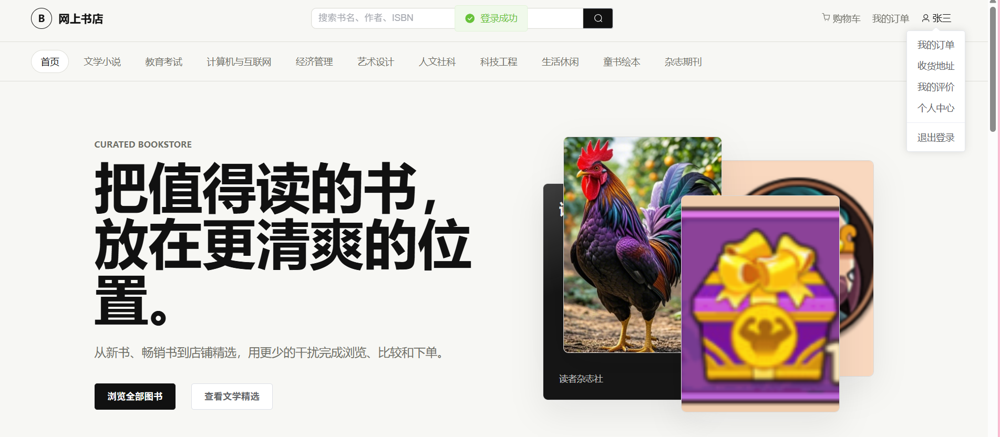 B 网上书店
搜索书名、作者、ISBN
登录成功
购物车 我的订单 张三
首页 文学小说 教育考试 计算机与互联网 经济管理 艺术设计 人文社科 科技工程 生活休闲 童书绘本 杂志期刊
我的订单
收货地址
我的评价
个人中心
退出登录
CURATED BOOKSTORE
把值得读的书，
放在更清爽的位
置。
从新书、畅销书到店铺精选，用更少的干扰完成浏览、比较和下单。
浏览全部图书 查看文学精选
读者杂志社